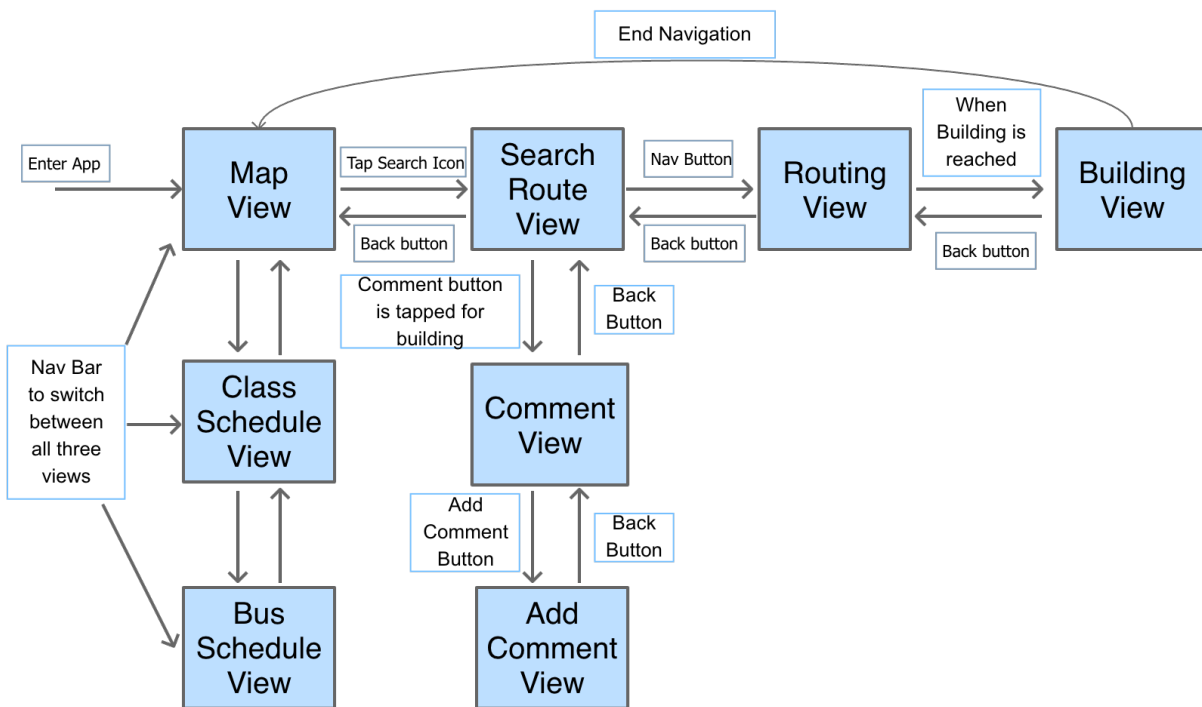 End Navigation
When
Building is
reached
Enter App
Map
View
Tap Search Icon
Search
Route
View
Nav Button
Routing
View
Building
View
Back button
Back button
Back button
Comment button
is tapped for
building
Back
Button
Nav Bar
to switch
between
all three
views
Class
Schedule
View
Comment
View
Add
Comment
Button
Back
Button
Bus
Schedule
View
Add
Comment
View